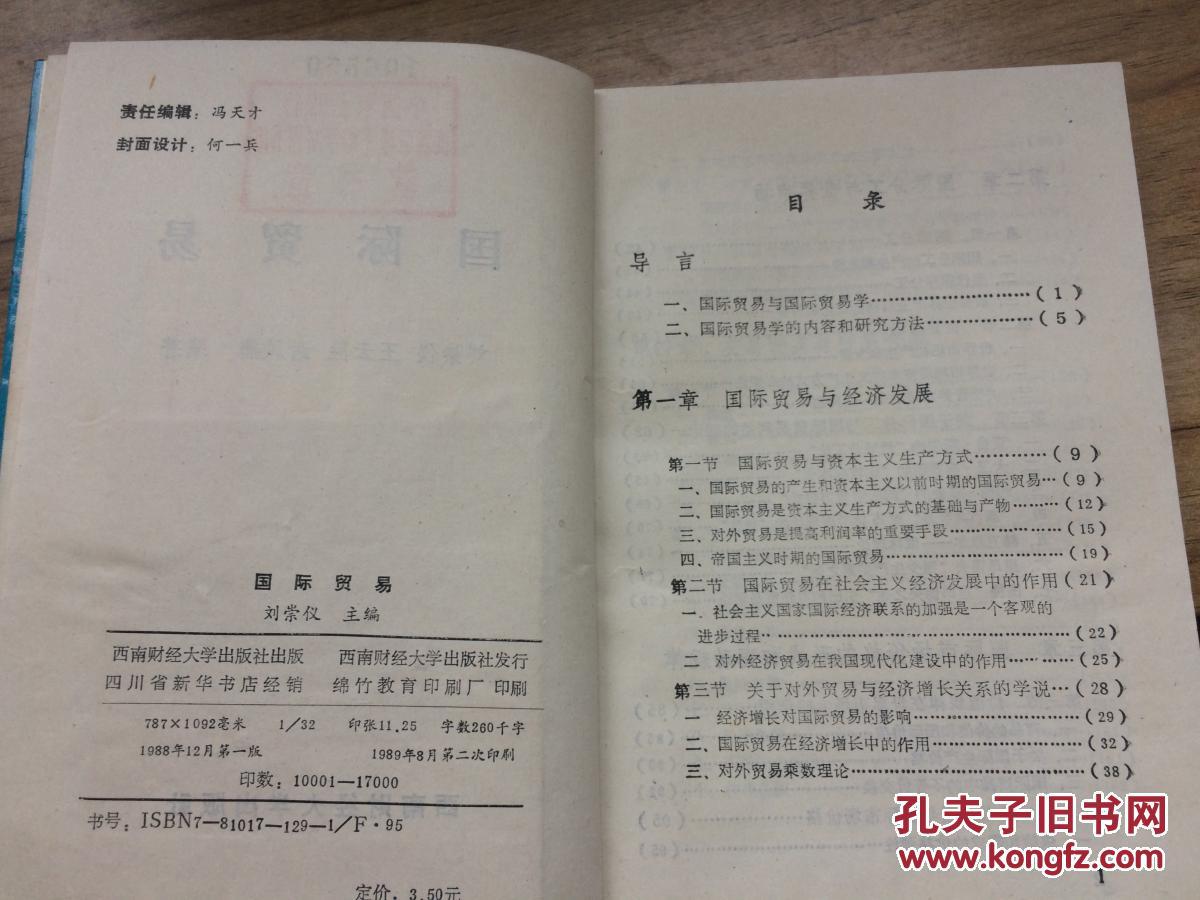 责任编辑：冯天才
封面设计：何一兵
国际贸易
国际贸易
刘崇仪 主编
西南财经大学出版社出版 西南财经大学出版社发行
四川省新华书店经销 绵竹教育印刷厂 印刷
787×1092毫米 1/32 印张11.25 字数260千字
1988年12月第一版 1989年8月第二次印刷
印数：10001—17000
书号：ISBN7—81017—129—1/F·95
定价：3.50元
目 录
导 言
一、国际贸易与国际贸易学…………………………(1)
二、国际贸易学的内容和研究方法………………(5)
第一章 国际贸易与经济发展
第一节 国际贸易与资本主义生产方式…………(9)
一、国际贸易的产生和资本主义以前时期的国际贸易…(9)
二、国际贸易是资本主义生产方式的基础与产物…………(12)
三、对外贸易是提高利润率的重要手段…………………(15)
四、帝国主义时期的国际贸易……………………………(19)
第二节 国际贸易在社会主义经济发展中的作用(21)
一．社会主义国家国际经济联系的加强是一个客观的
进步过程………………………………………………(22)
二 对外经济贸易在我国现代化建设中的作用…………(25)
第三节 关于对外贸易与经济增长关系的学说…(28)
一 经济增长对国际贸易的影响…………………………(29)
二、国际贸易在经济增长中的作用………………………(32)
三、对外贸易乘数理论……………………………………(38)
1
孔夫子旧书网
www.kongfz.com